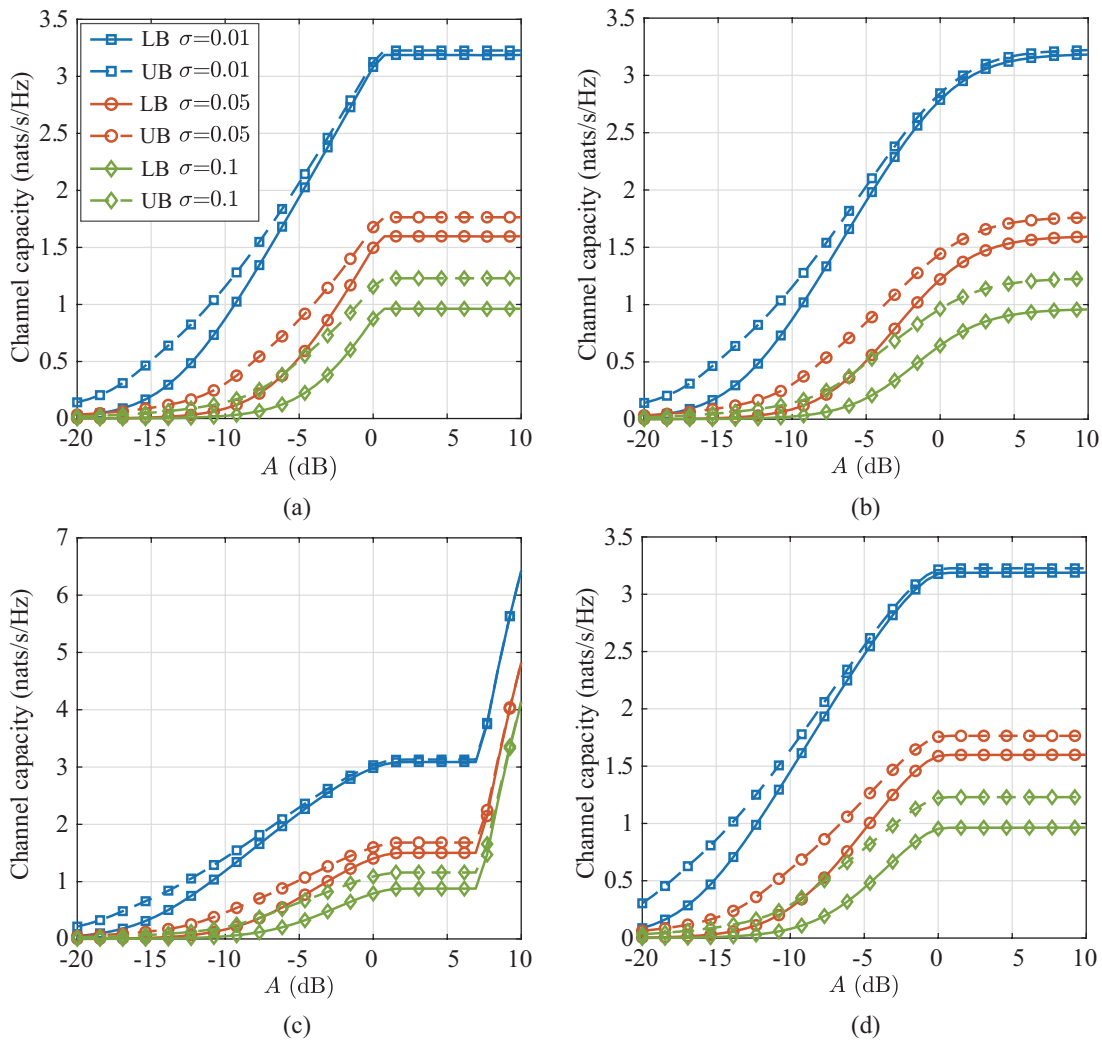 Channel capacity (nats/s/Hz)
3.5
3
2.5
2
1.5
1
0.5
0
LB σ=0.01
UB σ=0.01
LB σ=0.05
UB σ=0.05
LB σ=0.1
UB σ=0.1
-20 -15 -10 -5 0 5 10
A (dB)
(a)
Channel capacity (nats/s/Hz)
3.5
3
2.5
2
1.5
1
0.5
0
-20 -15 -10 -5 0 5 10
A (dB)
(b)
Channel capacity (nats/s/Hz)
7
6
5
4
3
2
1
0
-20 -15 -10 -5 0 5 10
A (dB)
(c)
Channel capacity (nats/s/Hz)
3.5
3
2.5
2
1.5
1
0.5
0
-20 -15 -10 -5 0 5 10
A (dB)
(d)